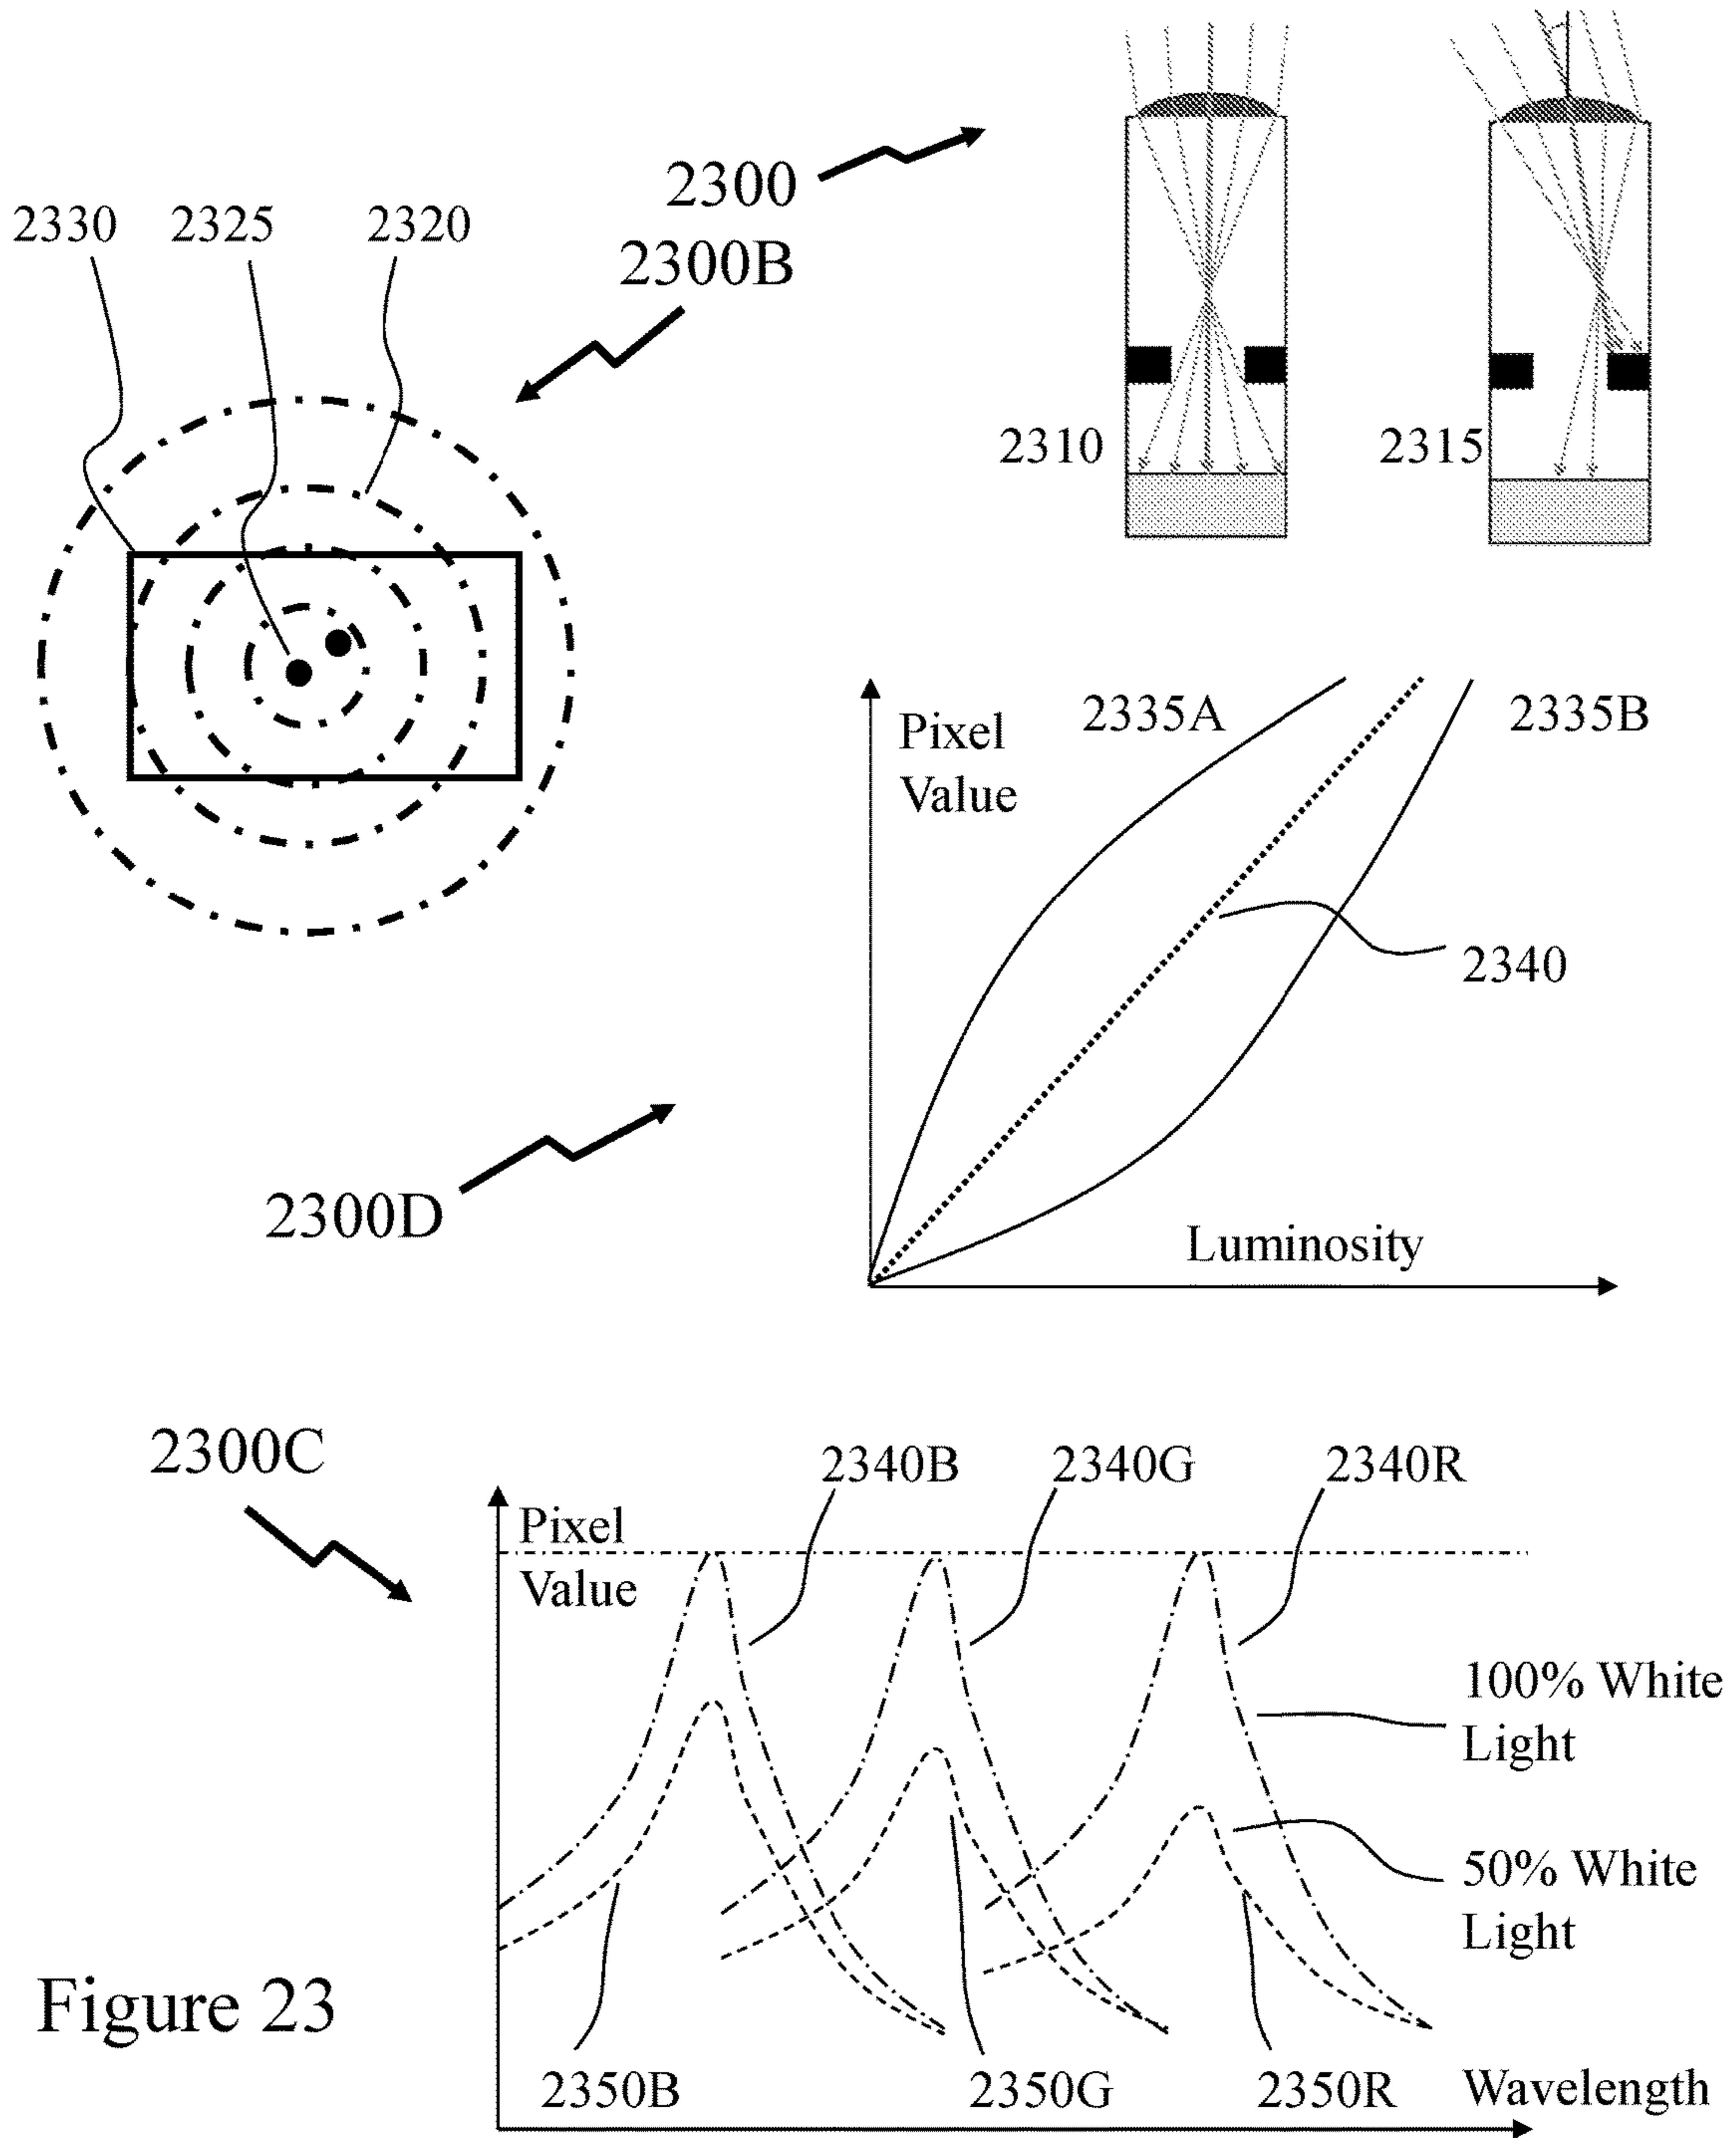 2300
2300B
2330
2325
2320
2310
2315
Pixel
Value
2335A
2335B
2340
Luminosity
2300D
2300C
2340B
2340G
2340R
Pixel
Value
100% White
Light
50% White
Light
Figure 23
2350B
2350G
2350R
Wavelength